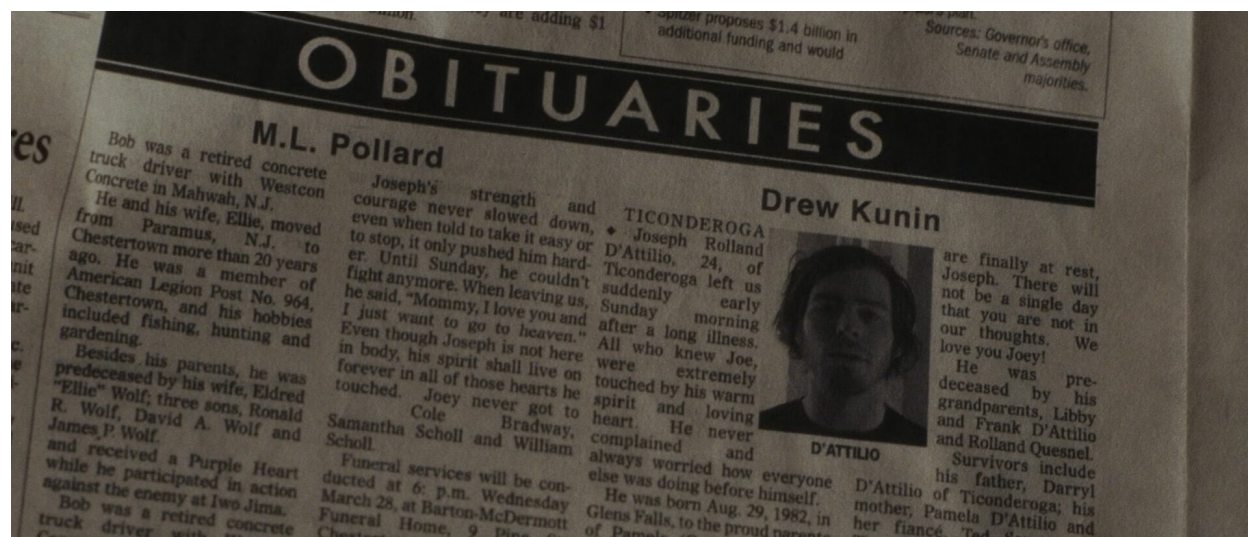 are adding $1
Spitzer proposes $1.4 billion in
additional funding and would
plan.
Sources: Governor's office,
Senate and Assembly
majorities.
OBITUARIES
M.L. Pollard
Bob was a retired concrete
truck driver with Westcon
Concrete in Mahwah, N.J.
He and his wife, Ellie, moved
from Paramus, N.J. to
Chestertown more than 20 years
ago. He was a member of
American Legion Post No. 964,
Chestertown, and his hobbies
included fishing, hunting and
gardening.
Besides his parents, he was
predeceased by his wife, Eldred
"Ellie" Wolf; three sons, Ronald
R. Wolf, David A. Wolf and
James P. Wolf.
and received a Purple Heart
while he participated in action
against the enemy at Iwo Jima.
Bob was a retired concrete
truck driver with
Joseph's strength and
courage never slowed down,
even when told to take it easy or
to stop, it only pushed him hard-
er. Until Sunday, he couldn't
fight anymore. When leaving us,
he said, "Mommy, I love you and
I just want to go to heaven."
Even though Joseph is not here
in body, his spirit shall live on
forever in all of those hearts he
touched. Joey never got to
Cole Bradway,
Samantha Scholl and William
Scholl.
Funeral services will be con-
ducted at 6: p.m. Wednesday
March 28, at Barton-McDermott
Funeral Home, 9 Pine
Drew Kunin
TICONDEROGA
♦ Joseph Rolland
D'Attilio, 24, of
Ticonderoga left us
suddenly early
Sunday morning
after a long illness.
All who knew Joe,
were extremely
touched by his warm
spirit and loving
heart. He never
complained and
always worried how everyone
else was doing before himself.
He was born Aug. 29, 1982, in
Glens Falls, to the proud parents
of Pamela
D'ATTILIO
are finally at rest,
Joseph. There will
not be a single day
that you are not in
our thoughts. We
love you Joey!
He was pre-
deceased by his
grandparents, Libby
and Frank D'Attilio
and Rolland Quesnel.
Survivors include
his father, Darryl
D'Attilio of Ticonderoga; his
mother, Pamela D'Attilio and
her fiancé, Ted